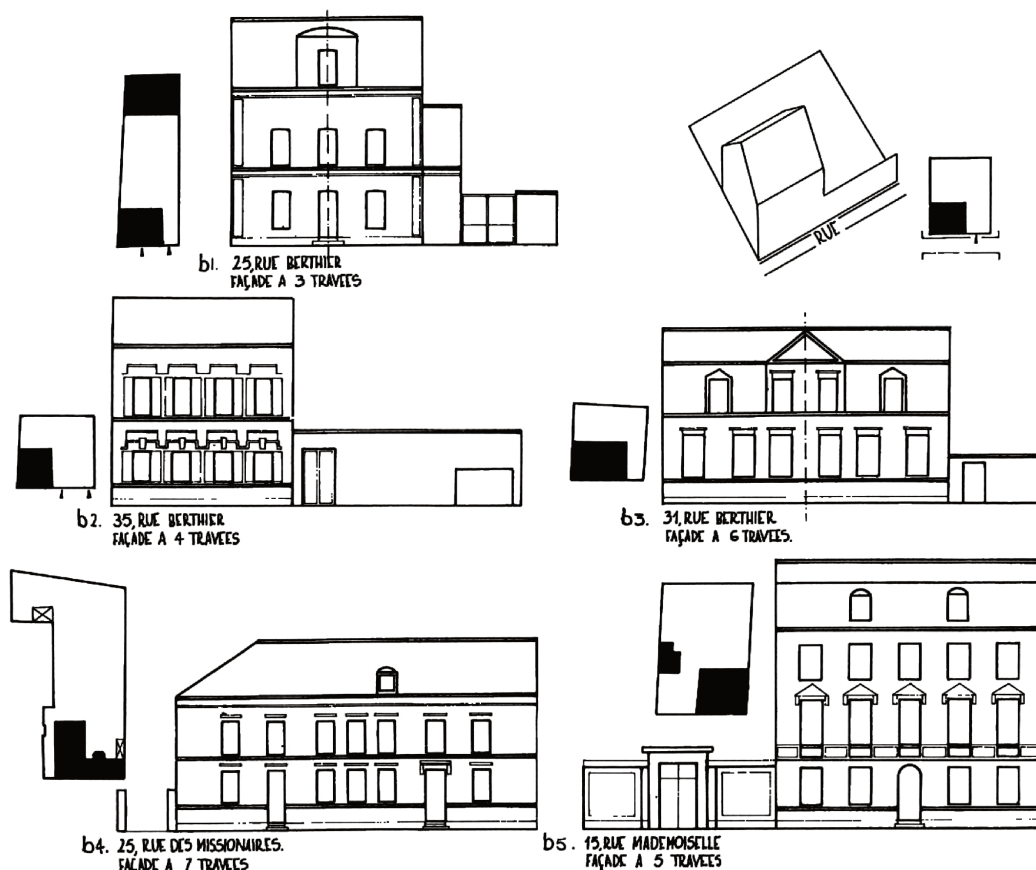 RUE
b1. 25, RUE BERTHIER
FAÇADE A 3 TRAVEES
b2. 35, RUE BERTHIER
FAÇADE A 4 TRAVEES
b3. 31, RUE BERTHIER
FAÇADE A 6 TRAVEES.
b4. 25, RUE DES MISSIONAIRES.
FAÇADE A 7 TRAVEES
b5. 15, RUE MADEMOISELLE
FAÇADE A 5 TRAVEES